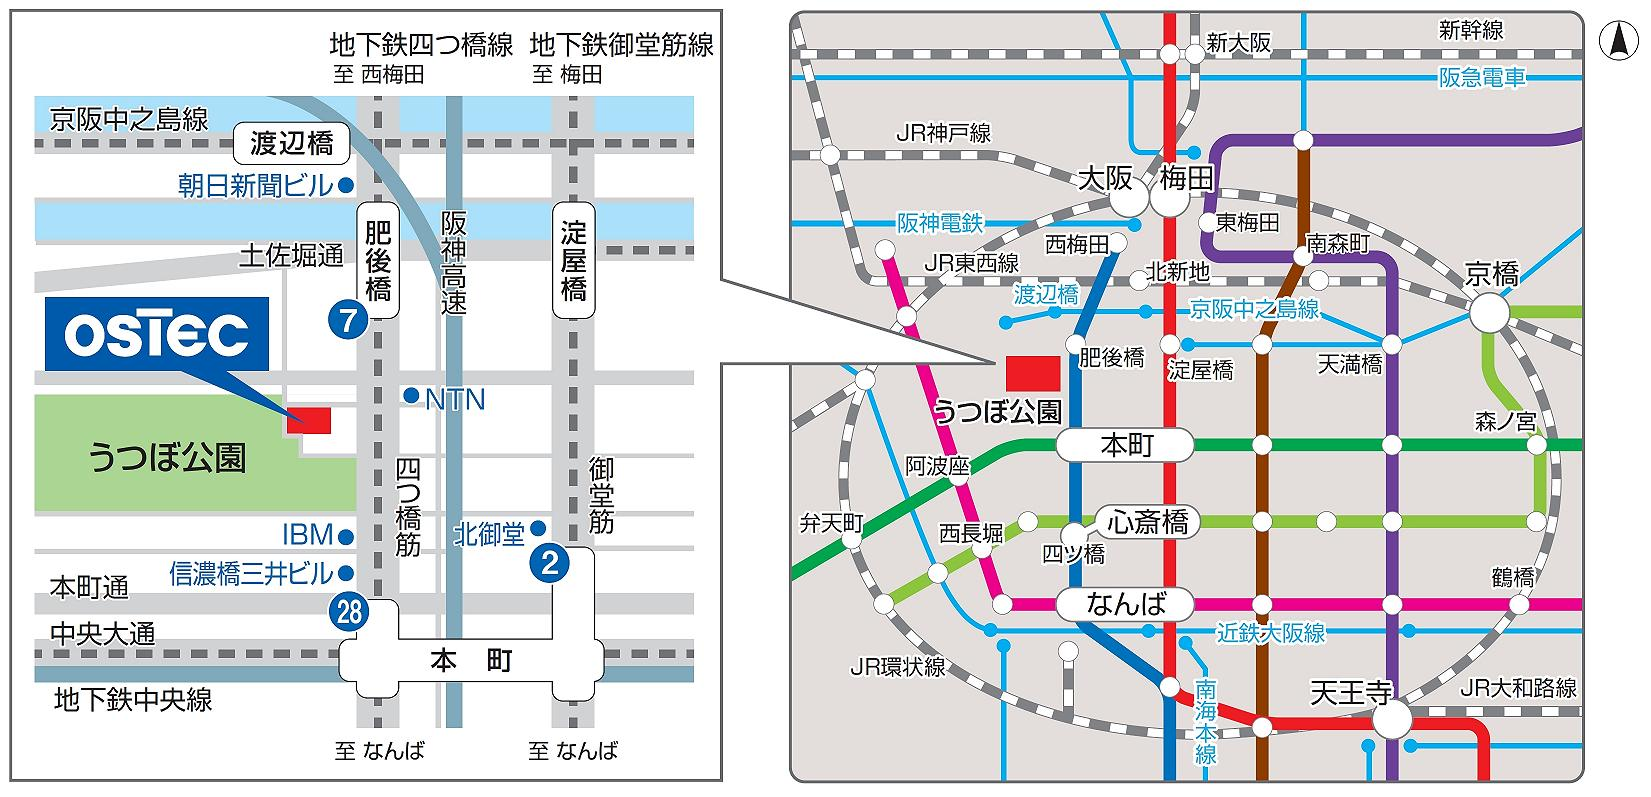 地下鉄四つ橋線
至 西梅田
地下鉄御堂筋線
至 梅田
京阪中之島線
渡辺橋
朝日新聞ビル
肥後橋
阪神高速
淀屋橋
土佐堀通
7
OSTEC
NTN
うつぼ公園
四つ橋筋
御堂筋
IBM
北御堂
2
信濃橋三井ビル
本町通
28
中央大通
本 町
地下鉄中央線
至 なんば
至 なんば
新幹線
新大阪
阪急電車
JR神戸線
大阪
梅田
阪神電鉄
東梅田
西梅田
南森町
JR東西線
北新地
京橋
渡辺橋
京阪中之島線
肥後橋
淀屋橋
天満橋
うつぼ公園
森ノ宮
本町
阿波座
弁天町
西長堀
心斎橋
四ツ橋
鶴橋
なんば
近鉄大阪線
JR環状線
南海本線
天王寺
JR大和路線